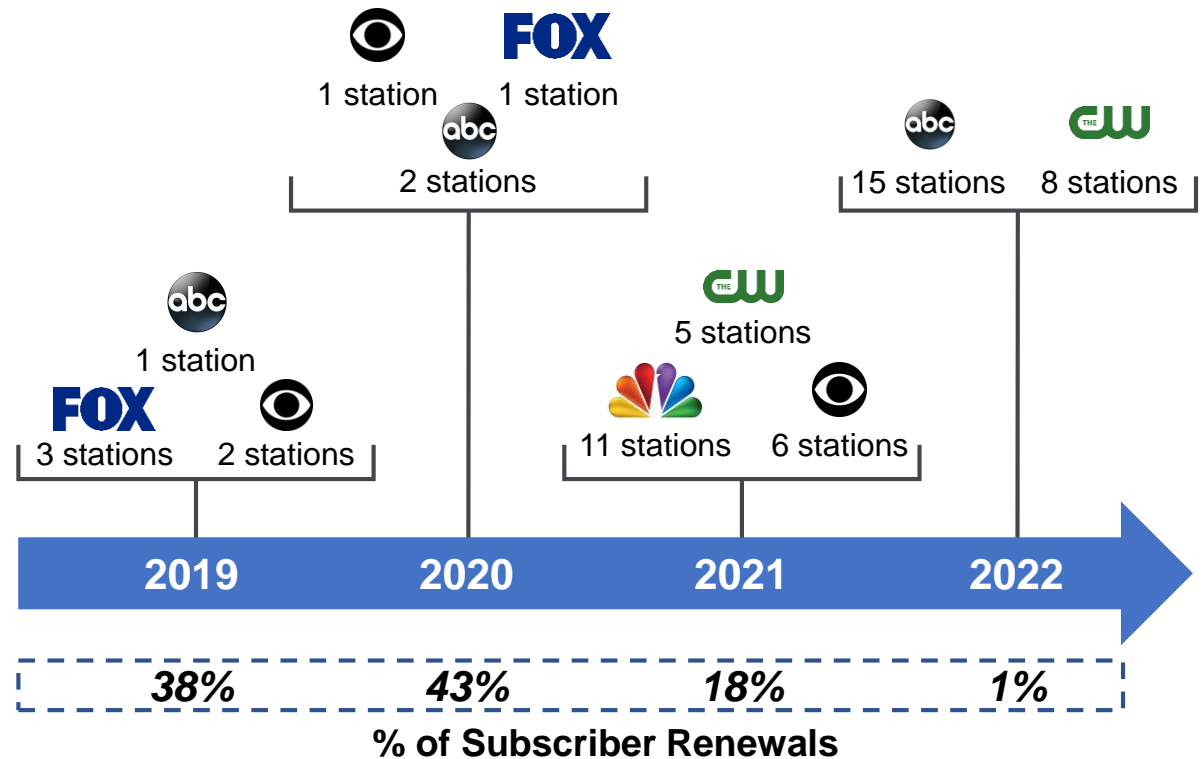 FOX
1 station 1 station
abc
2 stations
abc THE CW
15 stations 8 stations
abc
1 station
FOX
3 stations 2 stations
THE CW
5 stations
11 stations 6 stations
2019 2020 2021 2022
38% 43% 18% 1%
% of Subscriber Renewals